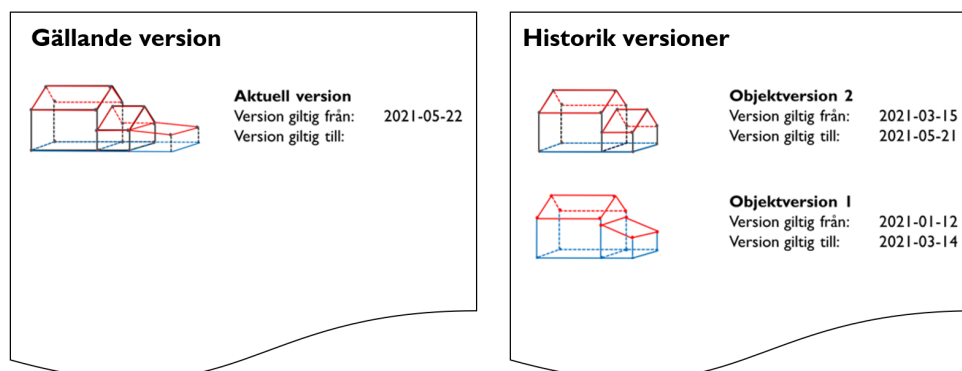 Gällande version
Aktuell version
Version giltig från: 2021-05-22
Version giltig till:
Historik versioner
Objektversion 2
Version giltig från: 2021-03-15
Version giltig till: 2021-05-21
Objektversion 1
Version giltig från: 2021-01-12
Version giltig till: 2021-03-14